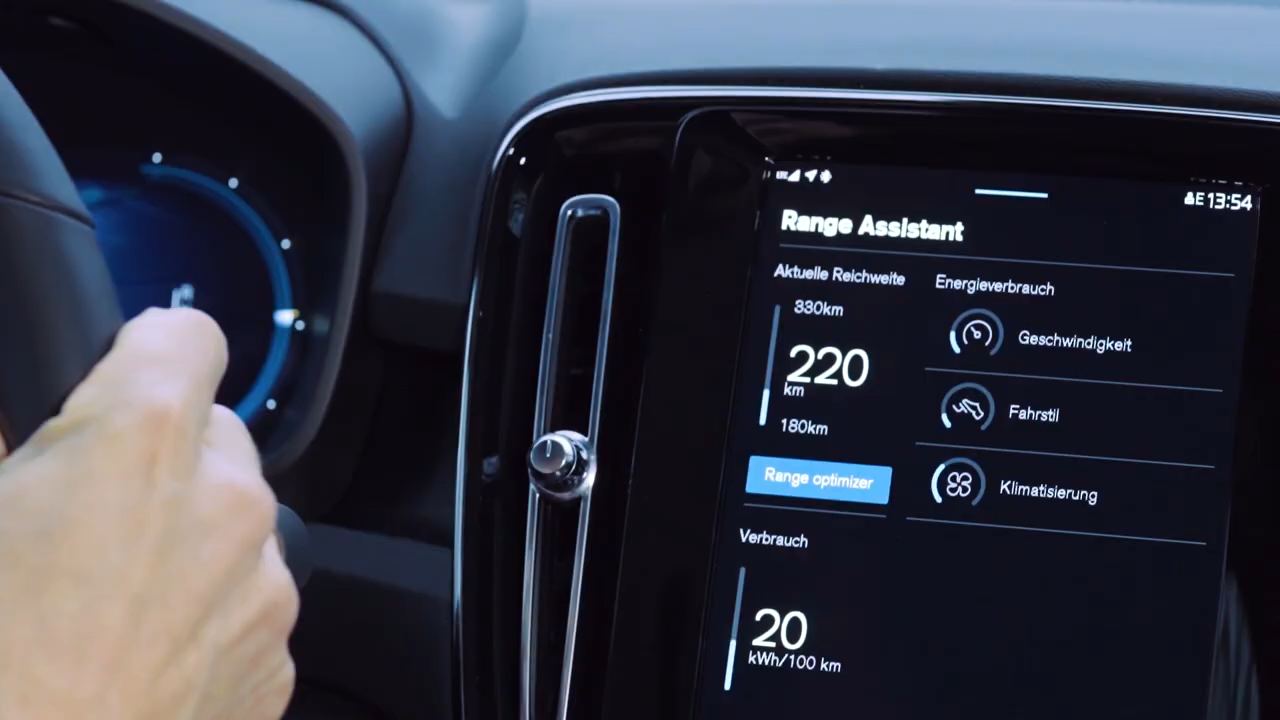 E 13:54
Range Assistant
Aktuelle Reichweite
330km
220
km
180km
Range optimizer
Energieverbrauch
Geschwindigkeit
Fahrstil
Klimatisierung
Verbrauch
20
kWh/100 km